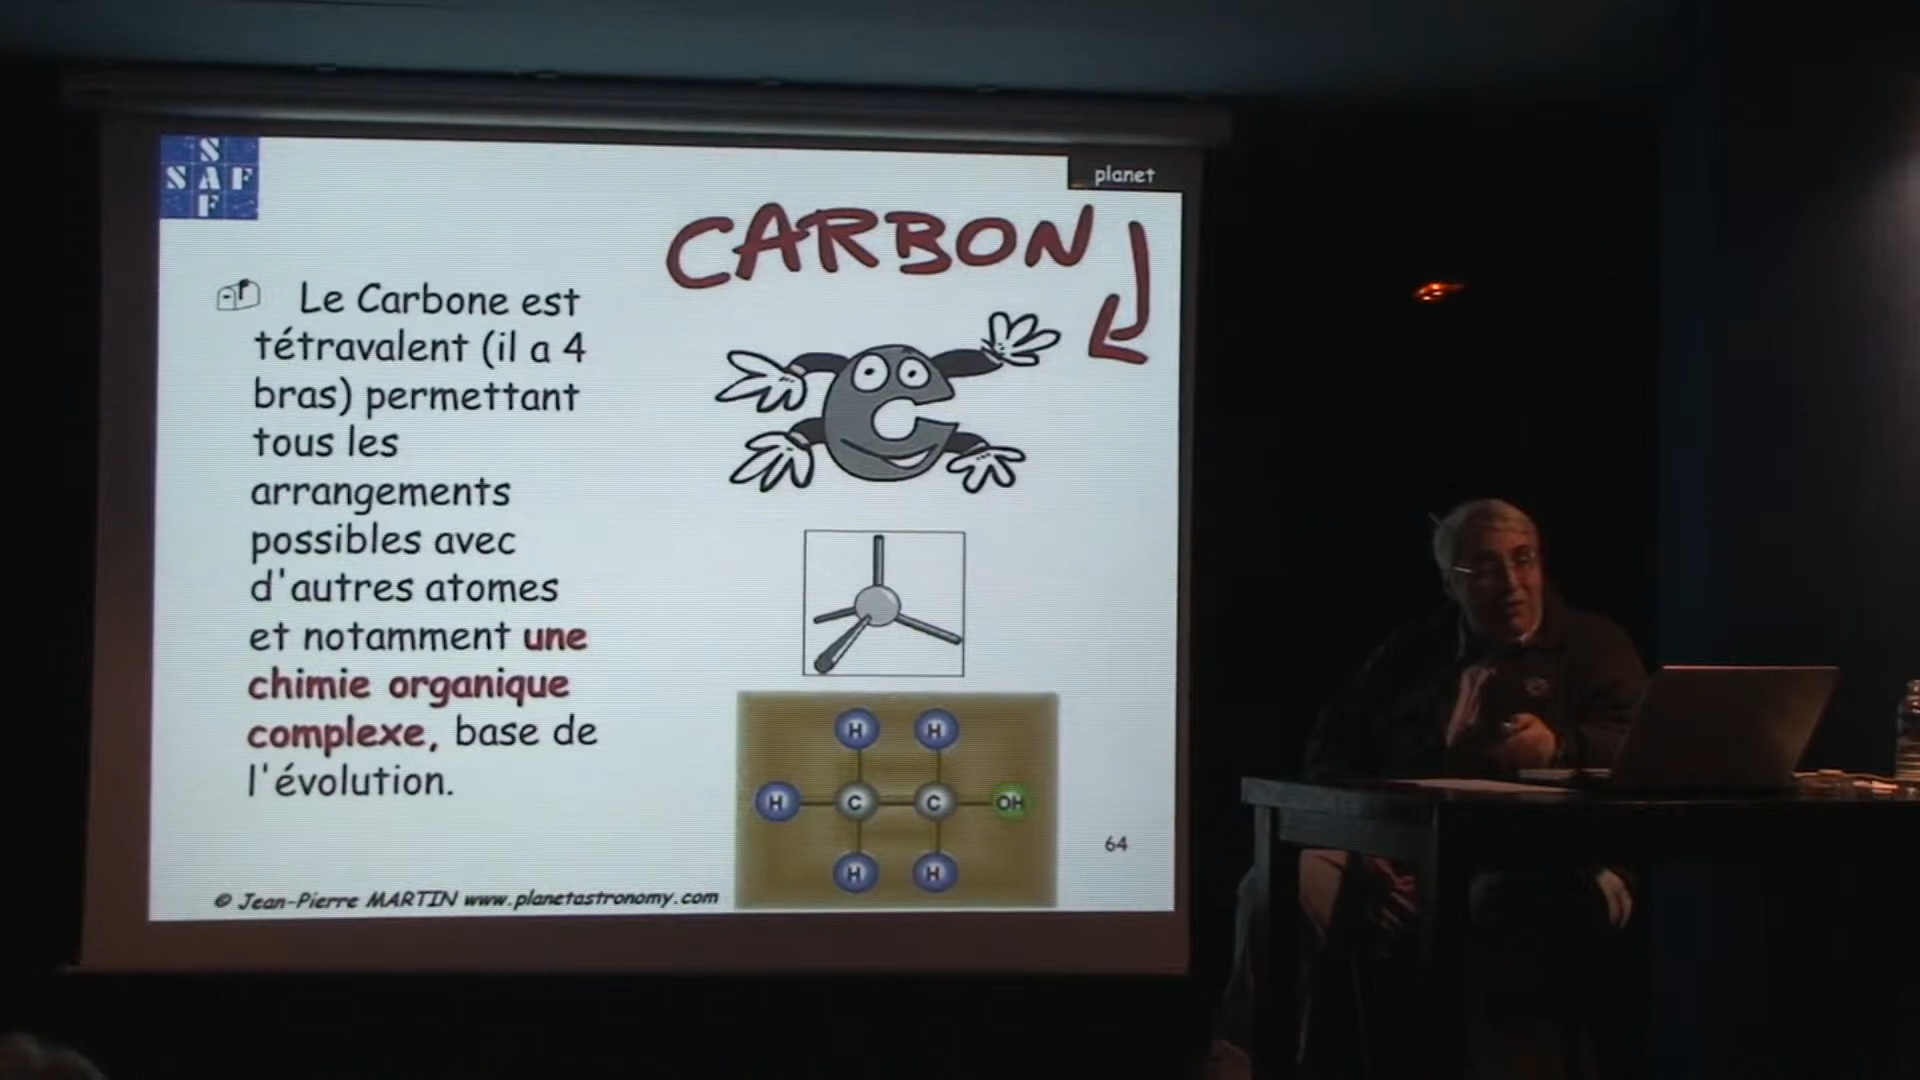 S
SAF
F
planet
CARBON
Le Carbone est
tétravalent (il a 4
bras) permettant
tous les
arrangements
possibles avec
d'autres atomes
et notamment une
chimie organique
complexe, base de
l'évolution.
C
H H
H C C OH
H H
64
© Jean-Pierre MARTIN www.planetastronomy.com